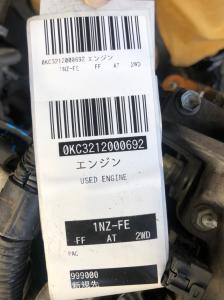 0KC3212000692 エンジン
1NZ-FE FF AT 2WD
0KC3212000692
エンジン
USED ENGINE
1NZ-FE
FF AT 2WD
PAC
999000
新規先